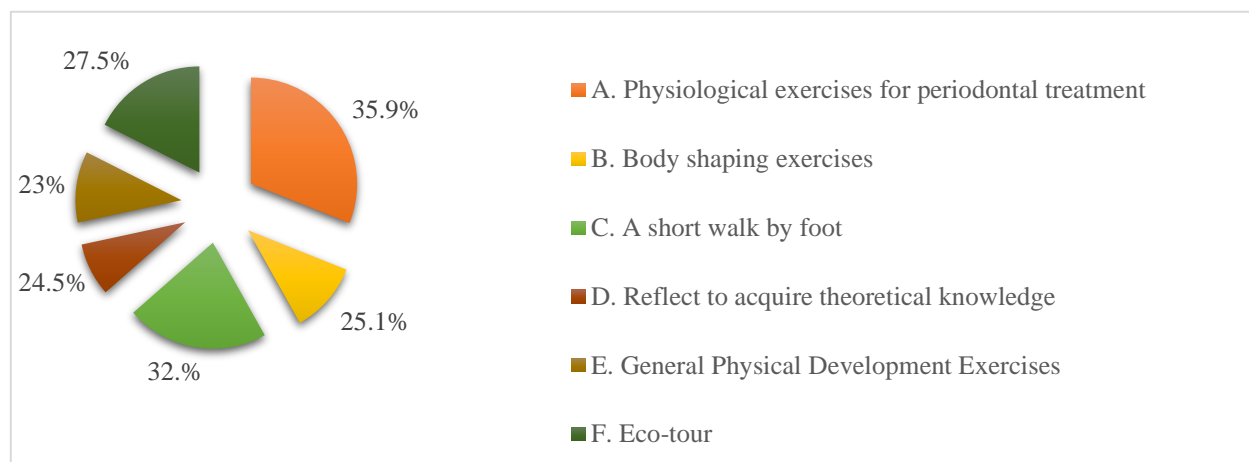 27.5%
35.9%
23%
24.5%
25.1%
32.%
A. Physiological exercises for periodontal treatment
B. Body shaping exercises
C. A short walk by foot
D. Reflect to acquire theoretical knowledge
E. General Physical Development Exercises
F. Eco-tour